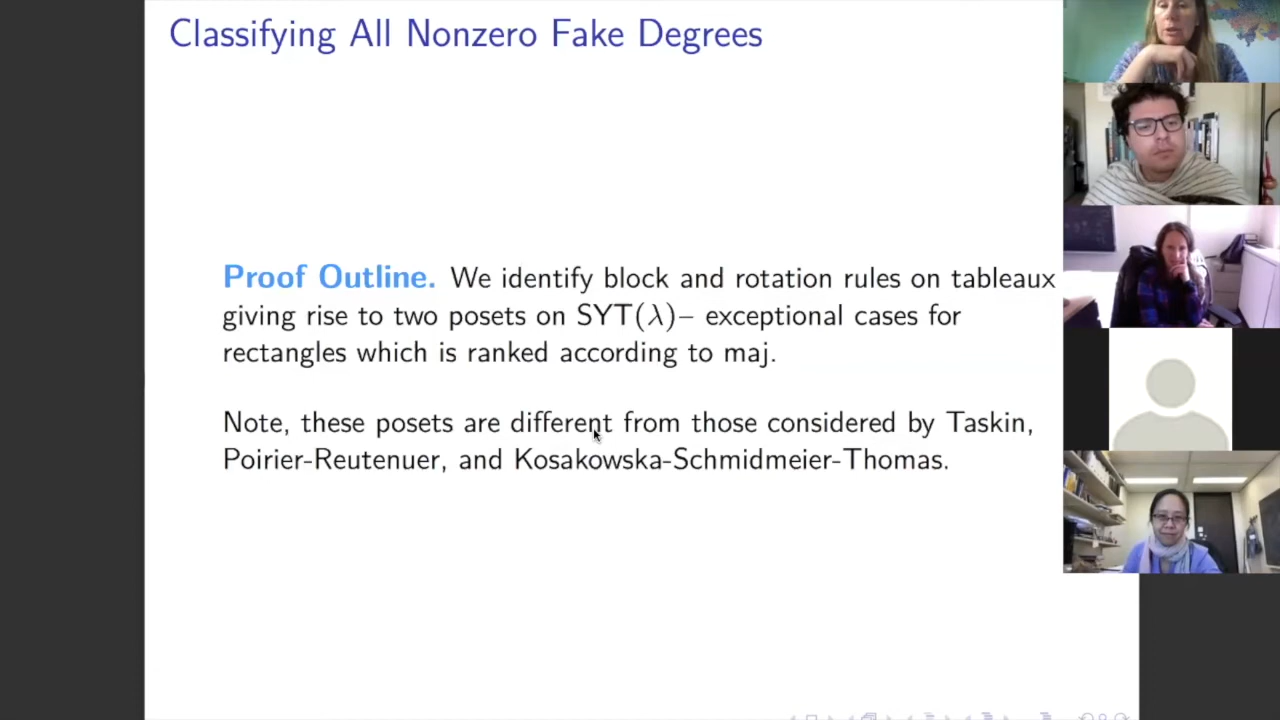 Classifying All Nonzero Fake Degrees
Proof Outline. We identify block and rotation rules on tableaux
giving rise to two posets on SYT(λ)– exceptional cases for
rectangles which is ranked according to maj.
Note, these posets are different from those considered by Taskin,
Poirier-Reutenuer, and Kosakowska-Schmidmeier-Thomas.